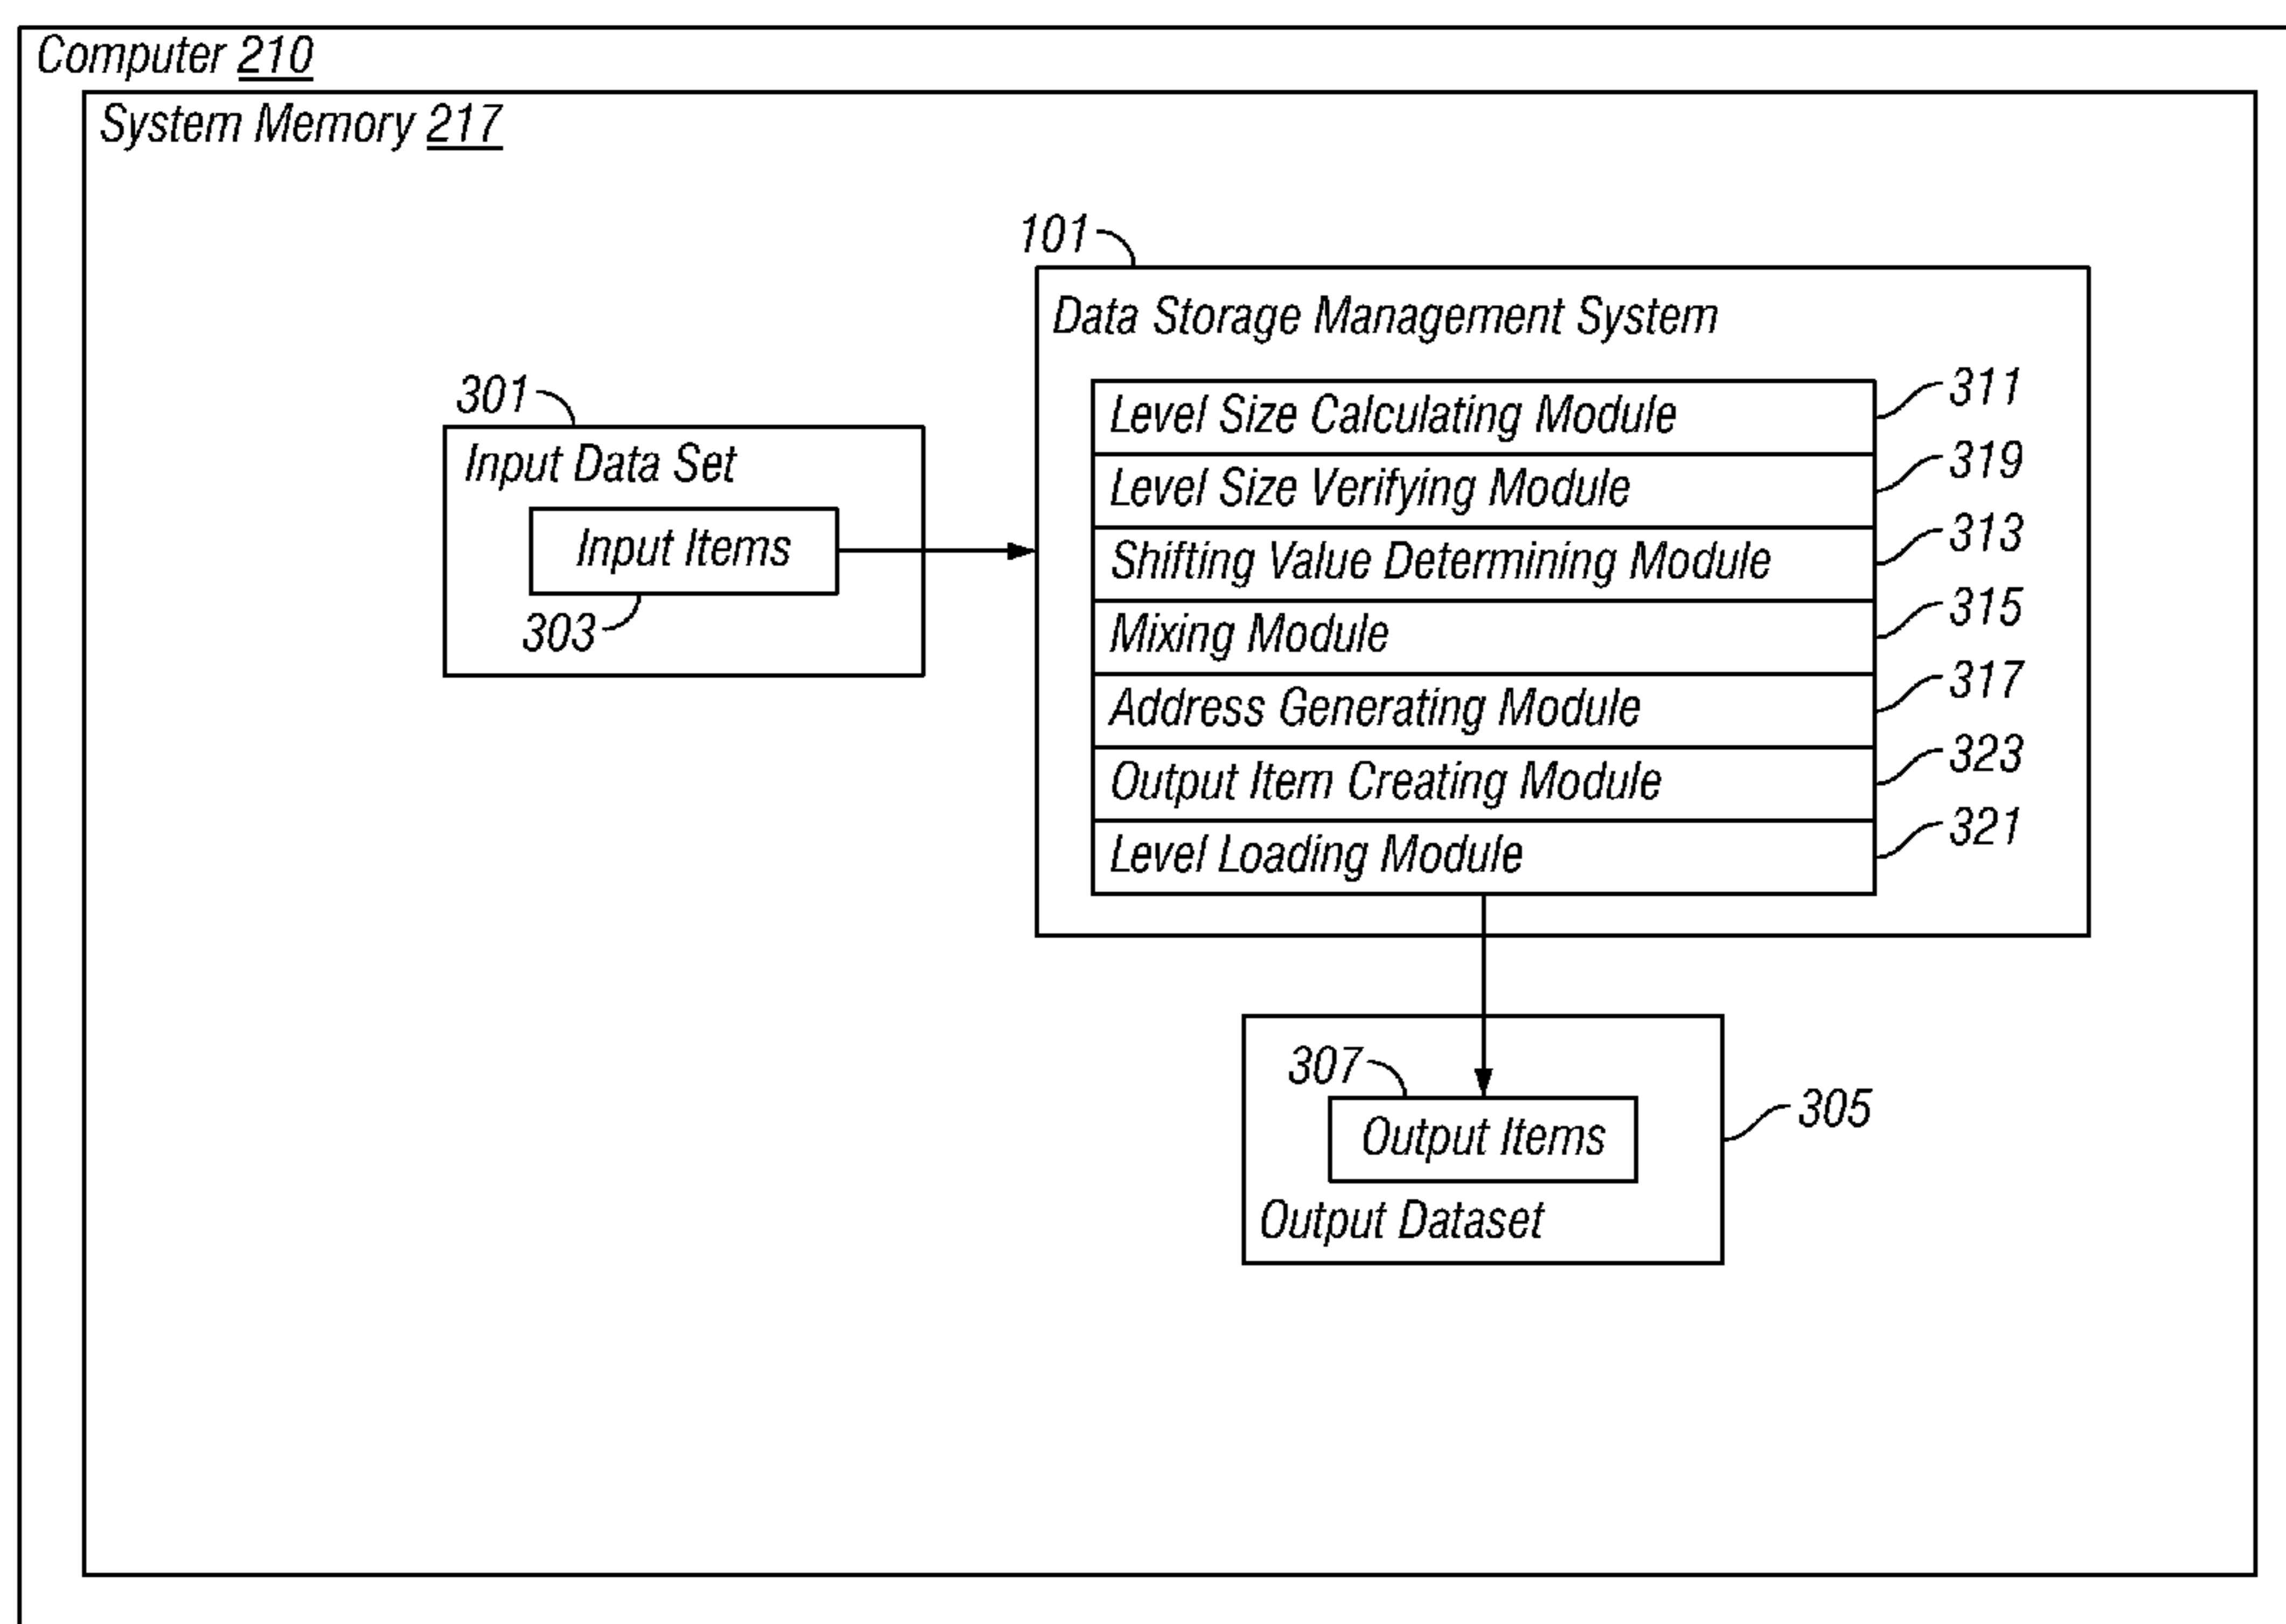 Computer 210
System Memory 217
101
Data Storage Management System
301
Input Data Set
Input Items
303
Level Size Calculating Module 311
Level Size Verifying Module 319
Shifting Value Determining Module 313
Mixing Module 315
Address Generating Module 317
Output Item Creating Module 323
Level Loading Module 321
307
Output Items
305
Output Dataset